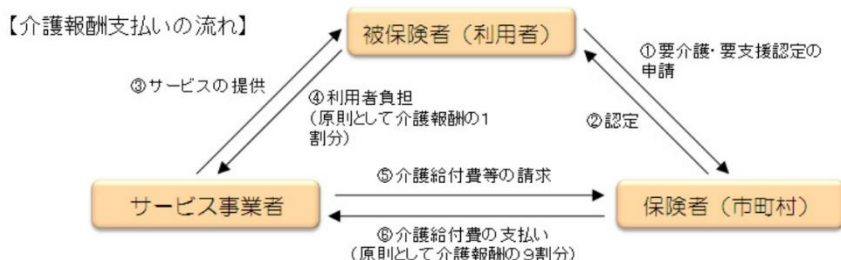 【介護報酬支払いの流れ】
被保険者（利用者）
①要介護・要支援認定の
申請
③サービスの提供
④利用者負担
（原則として介護報酬の1
割分）
②認定
⑤介護給付費等の請求
サービス事業者
保険者（市町村）
⑥介護給付費の支払い
（原則として介護報酬の9割分）